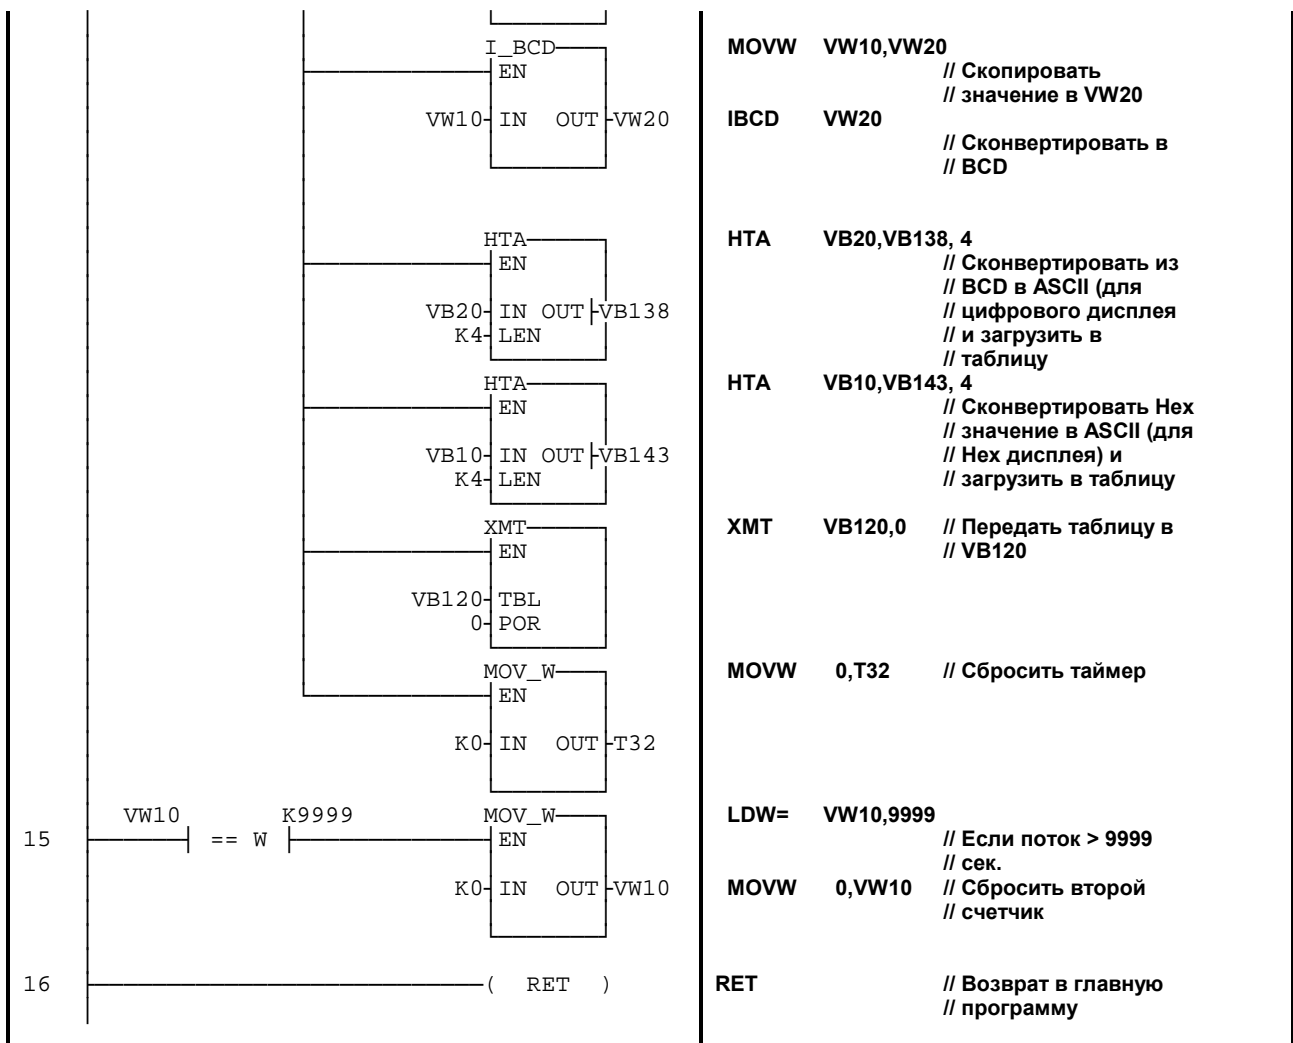 I_BCD MOVW VW10,VW20
EN // Скопировать
// значение в VW20
VW10 IN OUT VW20 IBCD VW20
// Сконвертировать в
// BCD
HTA HTA VB20,VB138, 4
EN // Сконвертировать из
// BCD в ASCII (для
VB20 IN OUT VB138 // цифрового дисплея
K4 LEN // и загрузить в
// таблицу
HTA HTA VB10,VB143, 4
EN // Сконвертировать Hex
// значение в ASCII (для
VB10 IN OUT VB143 // Hex дисплея) и
K4 LEN // загрузить в таблицу
XMT XMT VB120,0 // Передать таблицу в
EN // VB120
VB120 TBL
0 POR
MOV_W MOVW 0,T32 // Сбросить таймер
EN
K0 IN OUT T32
VW10 K9999 MOV_W LDW= VW10,9999
15 == W EN // Если поток > 9999
// сек.
K0 IN OUT VW10 MOVW 0,VW10 // Сбросить второй
// счетчик
16 ( RET ) RET // Возврат в главную
// программу